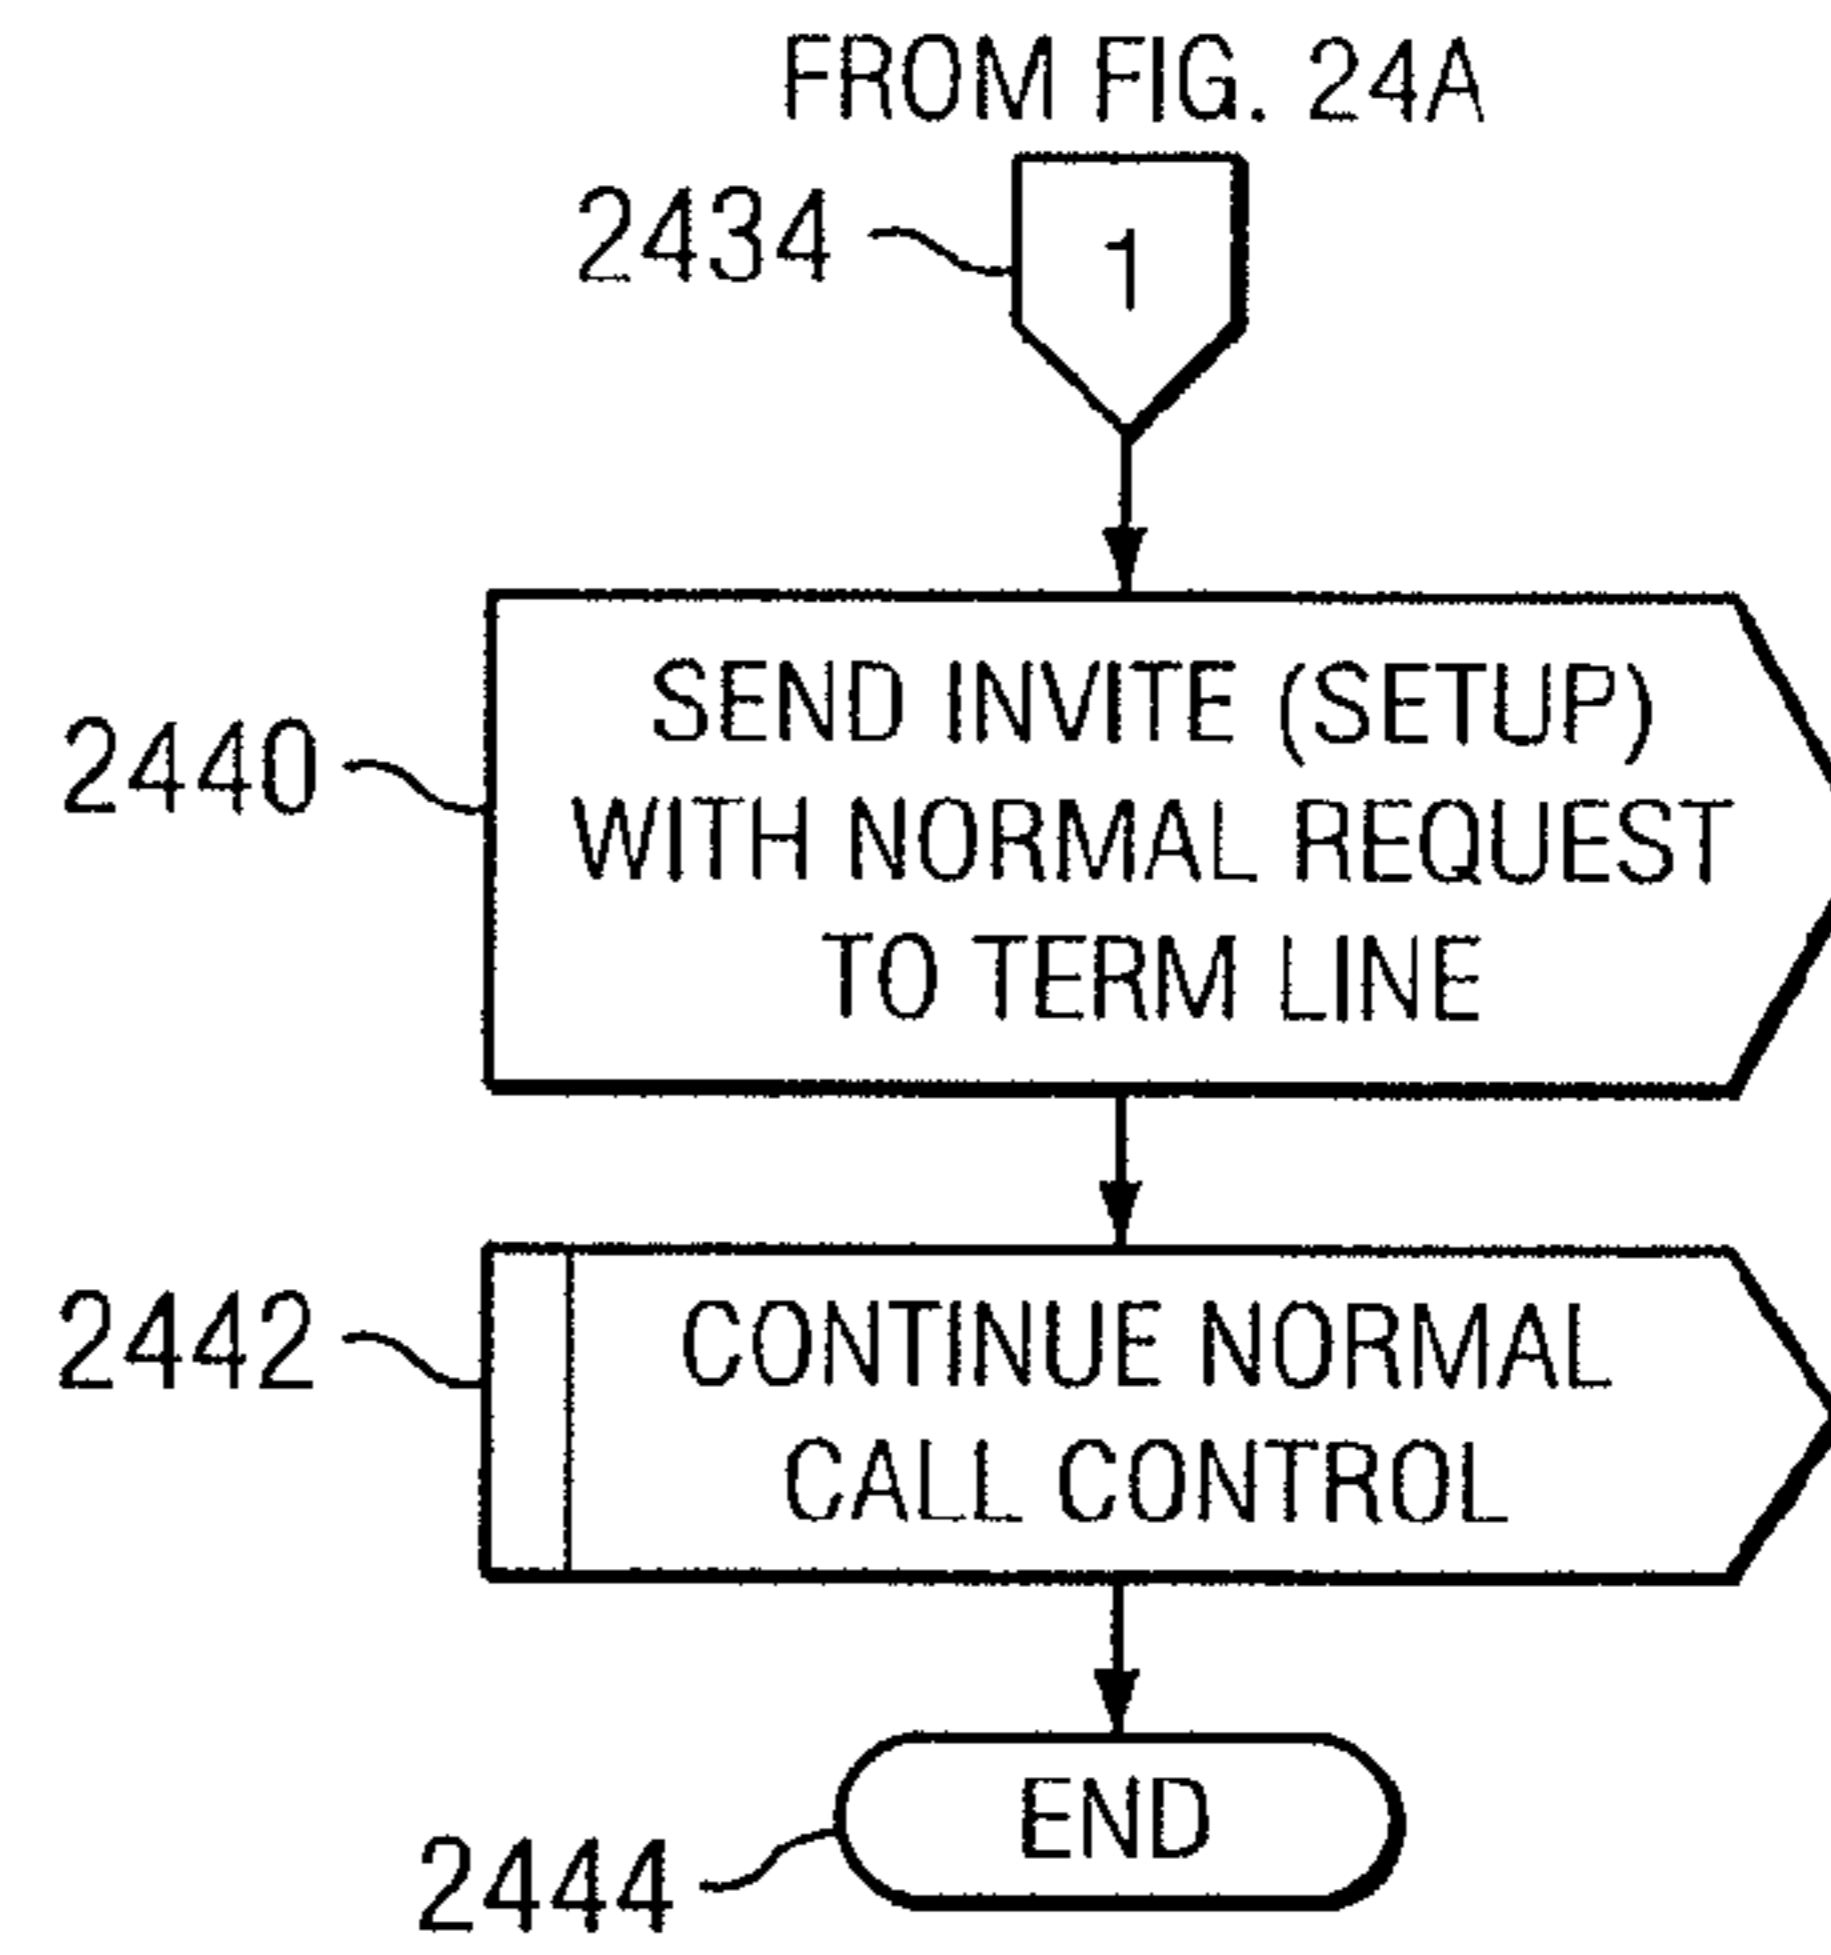 FROM FIG. 24A
2434
1
2440
SEND INVITE (SETUP)
WITH NORMAL REQUEST
TO TERM LINE
2442
CONTINUE NORMAL
CALL CONTROL
END
2444